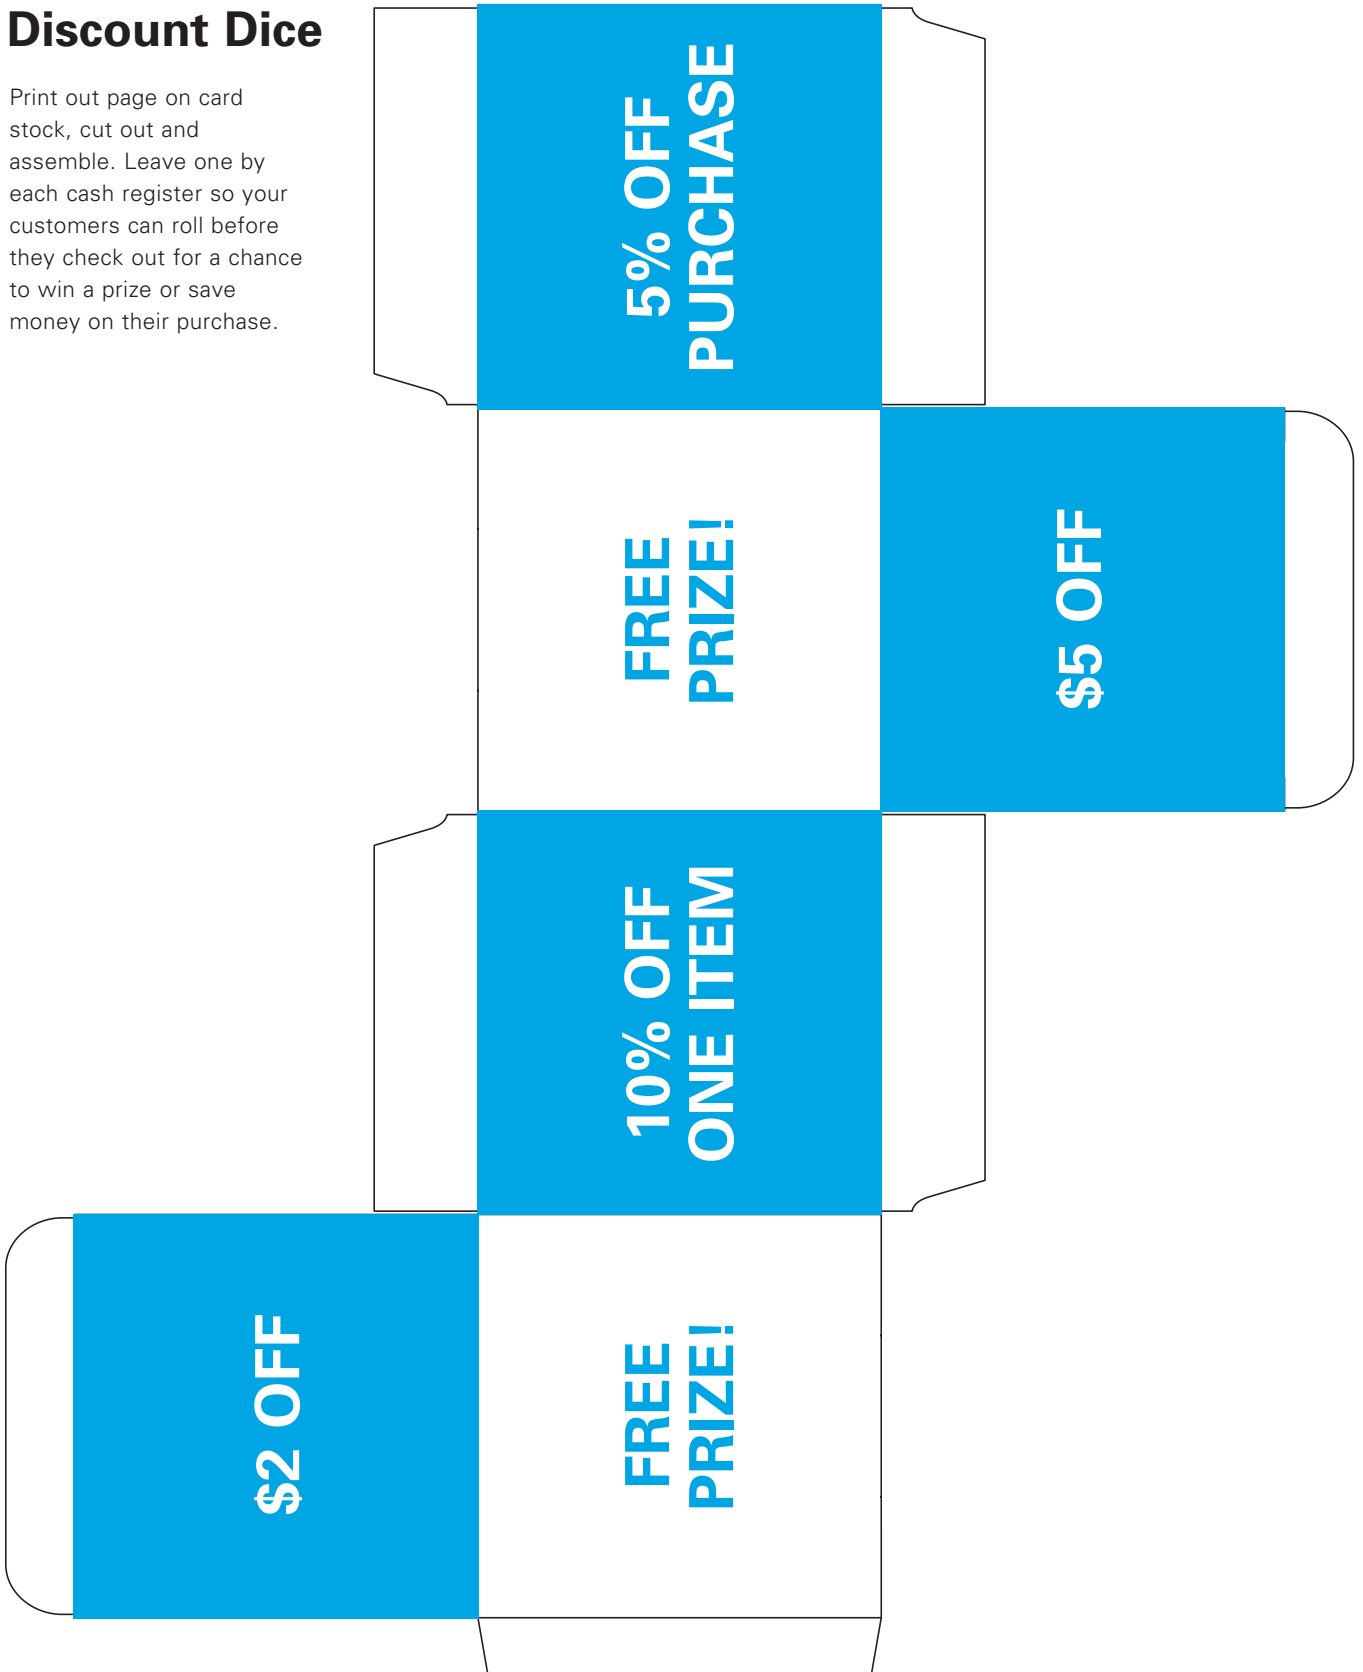 Discount Dice
Print out page on card
stock, cut out and
assemble. Leave one by
each cash register so your
customers can roll before
they check out for a chance
to win a prize or save
money on their purchase.
5% OFF
PURCHASE
FREE
PRIZE!
$5 OFF
10% OFF
ONE ITEM
$2 OFF
FREE
PRIZE!